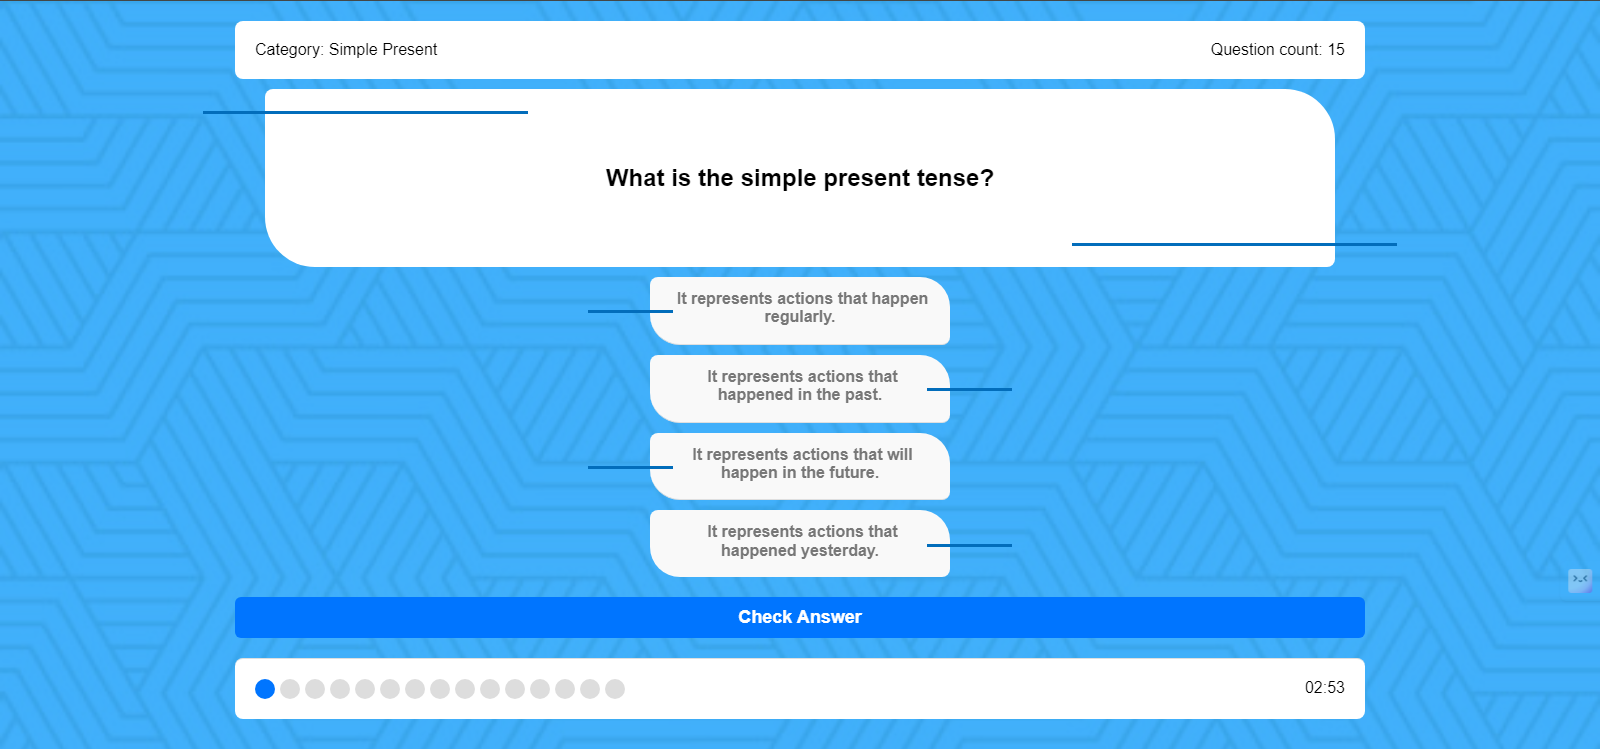 Category: Simple Present
Question count: 15
What is the simple present tense?
It represents actions that happen
regularly.
It represents actions that
happened in the past.
It represents actions that will
happen in the future.
It represents actions that
happened yesterday.
Check Answer
02:53